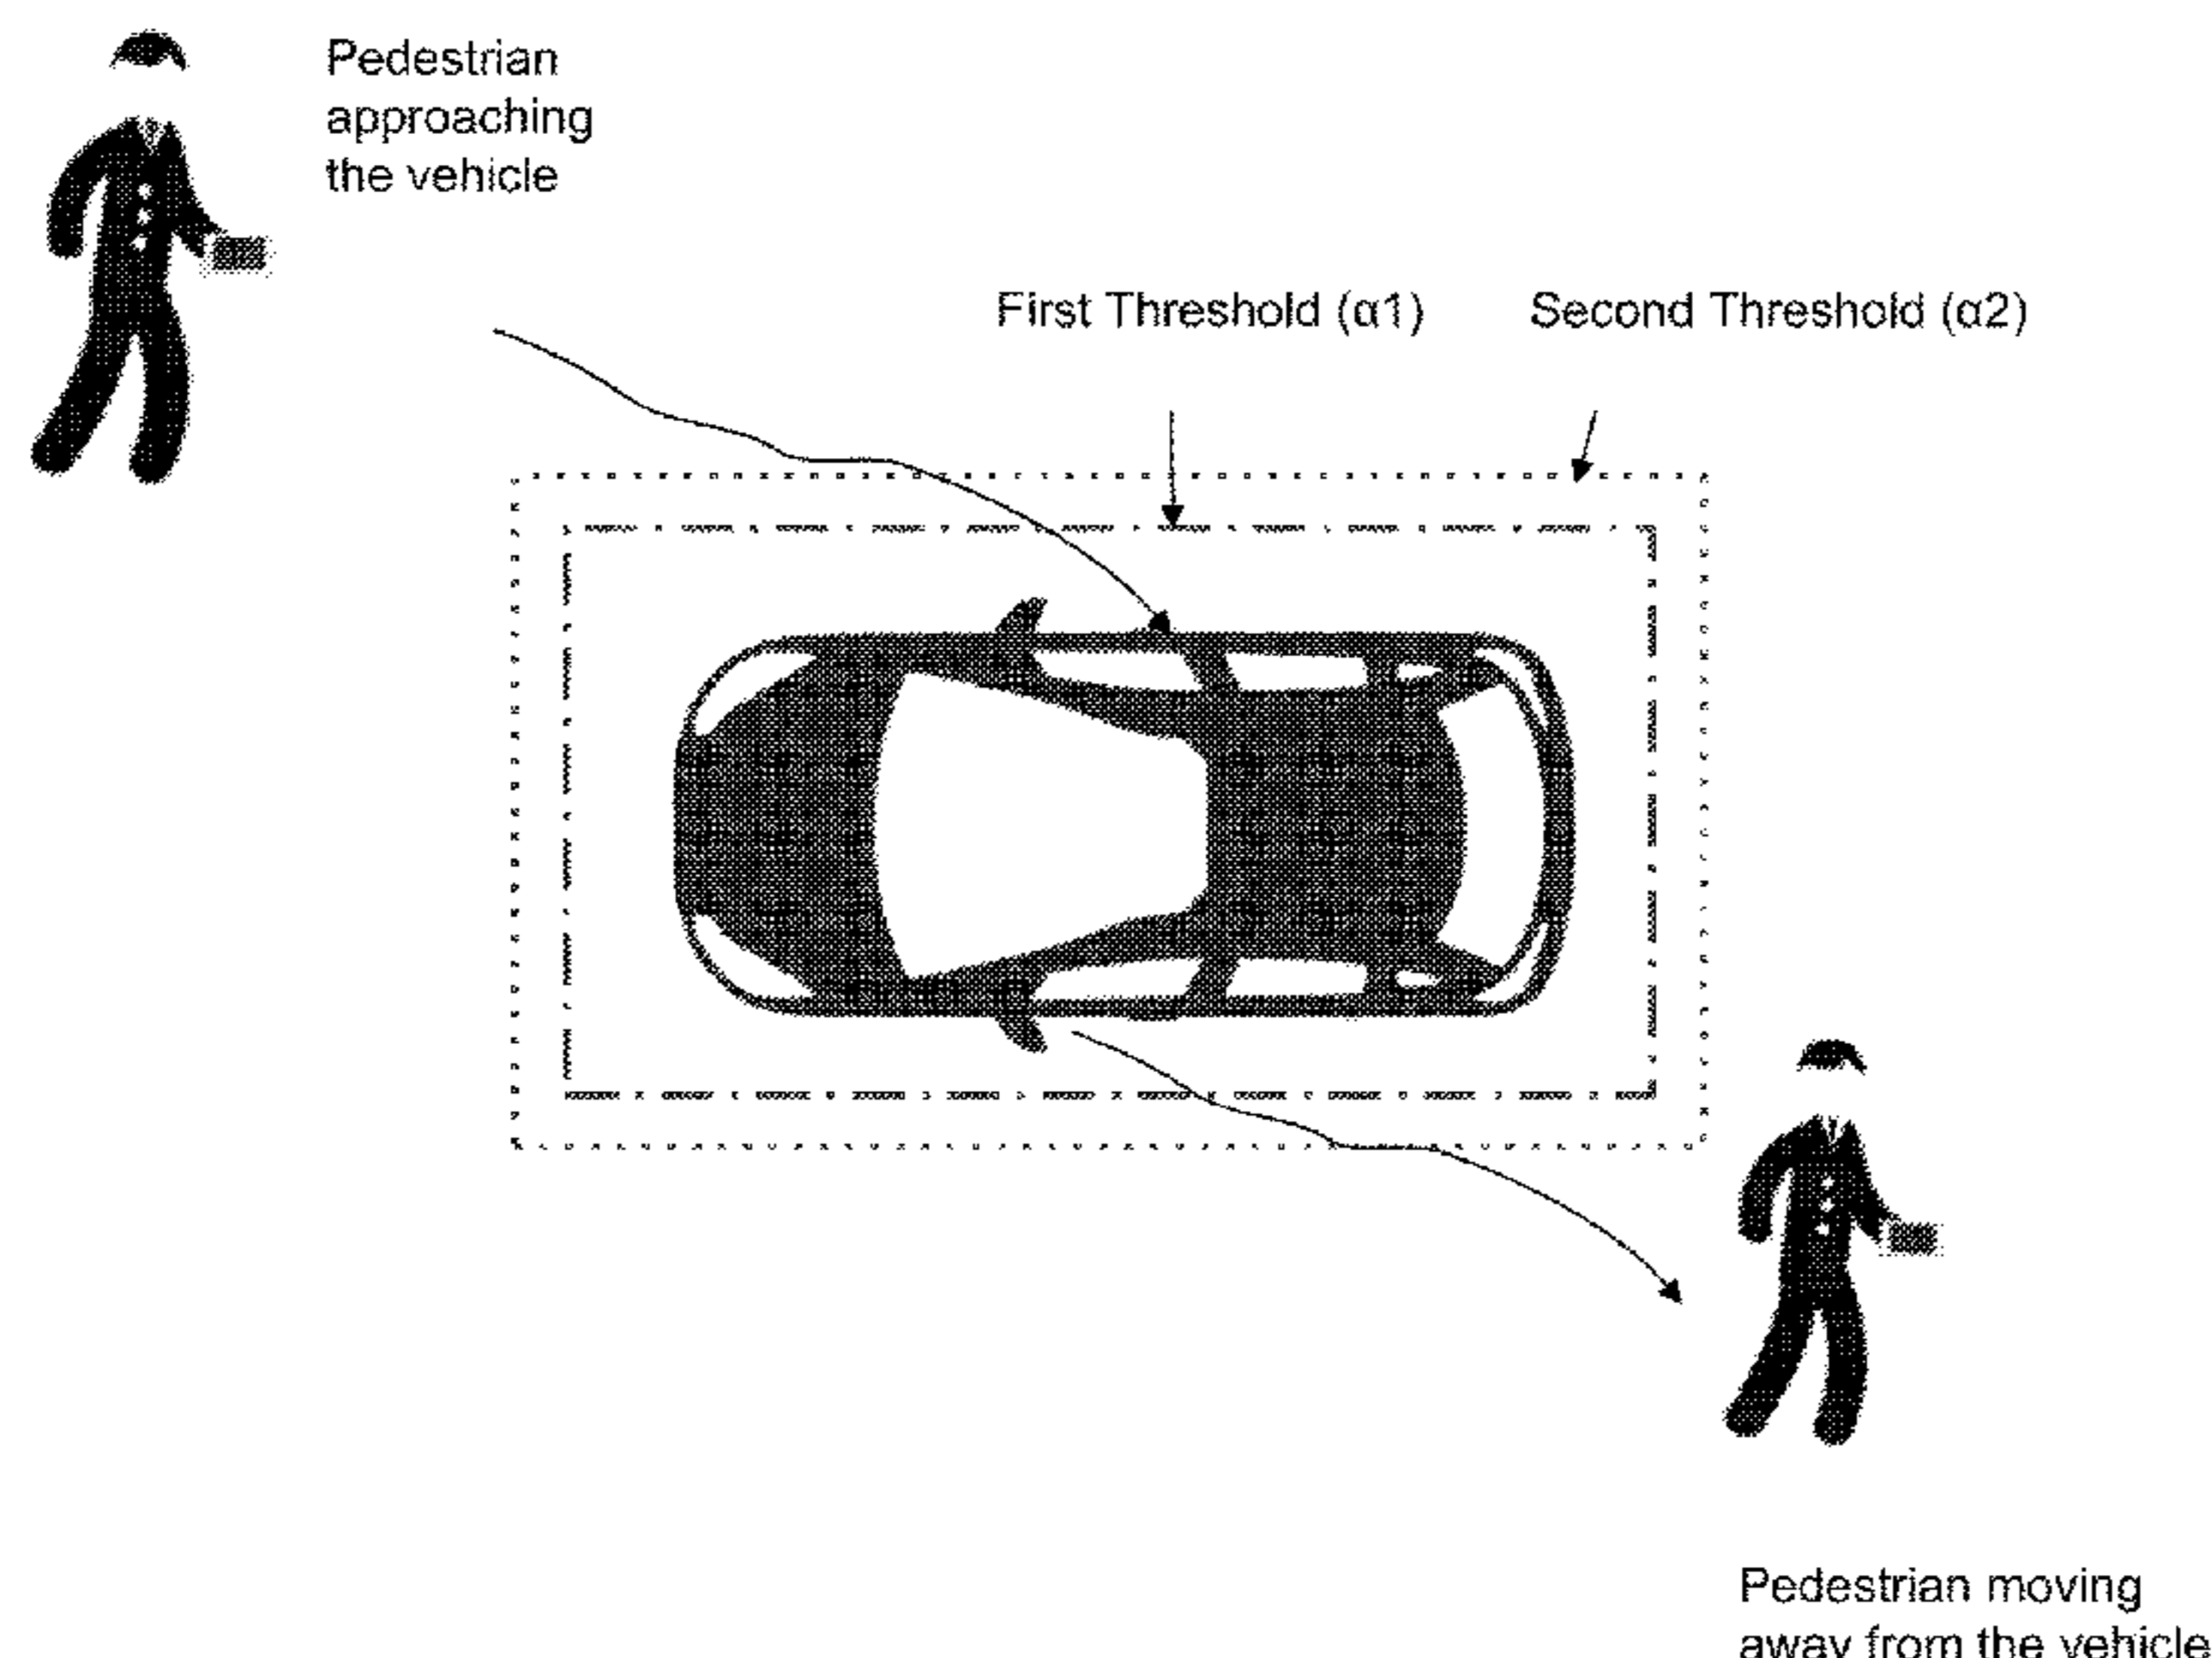 Pedestrian
approaching
the vehicle
First Threshold (α1)
Second Threshold (α2)
Pedestrian moving
away from the vehicle